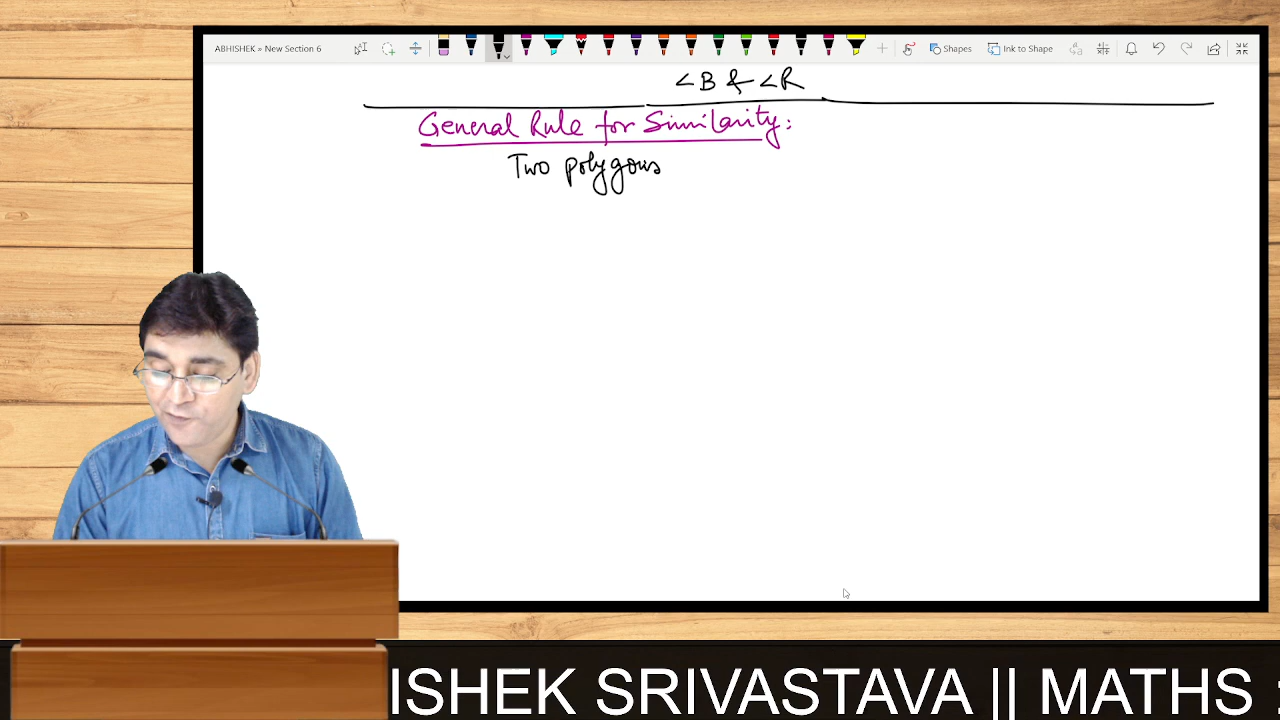 ABHISHEK » New Section 6
Shapes
Ink to Shape
∠B & ∠R
General Rule for Similarity:
Two polygons
ISHEK SRIVASTAVA || MATHS :